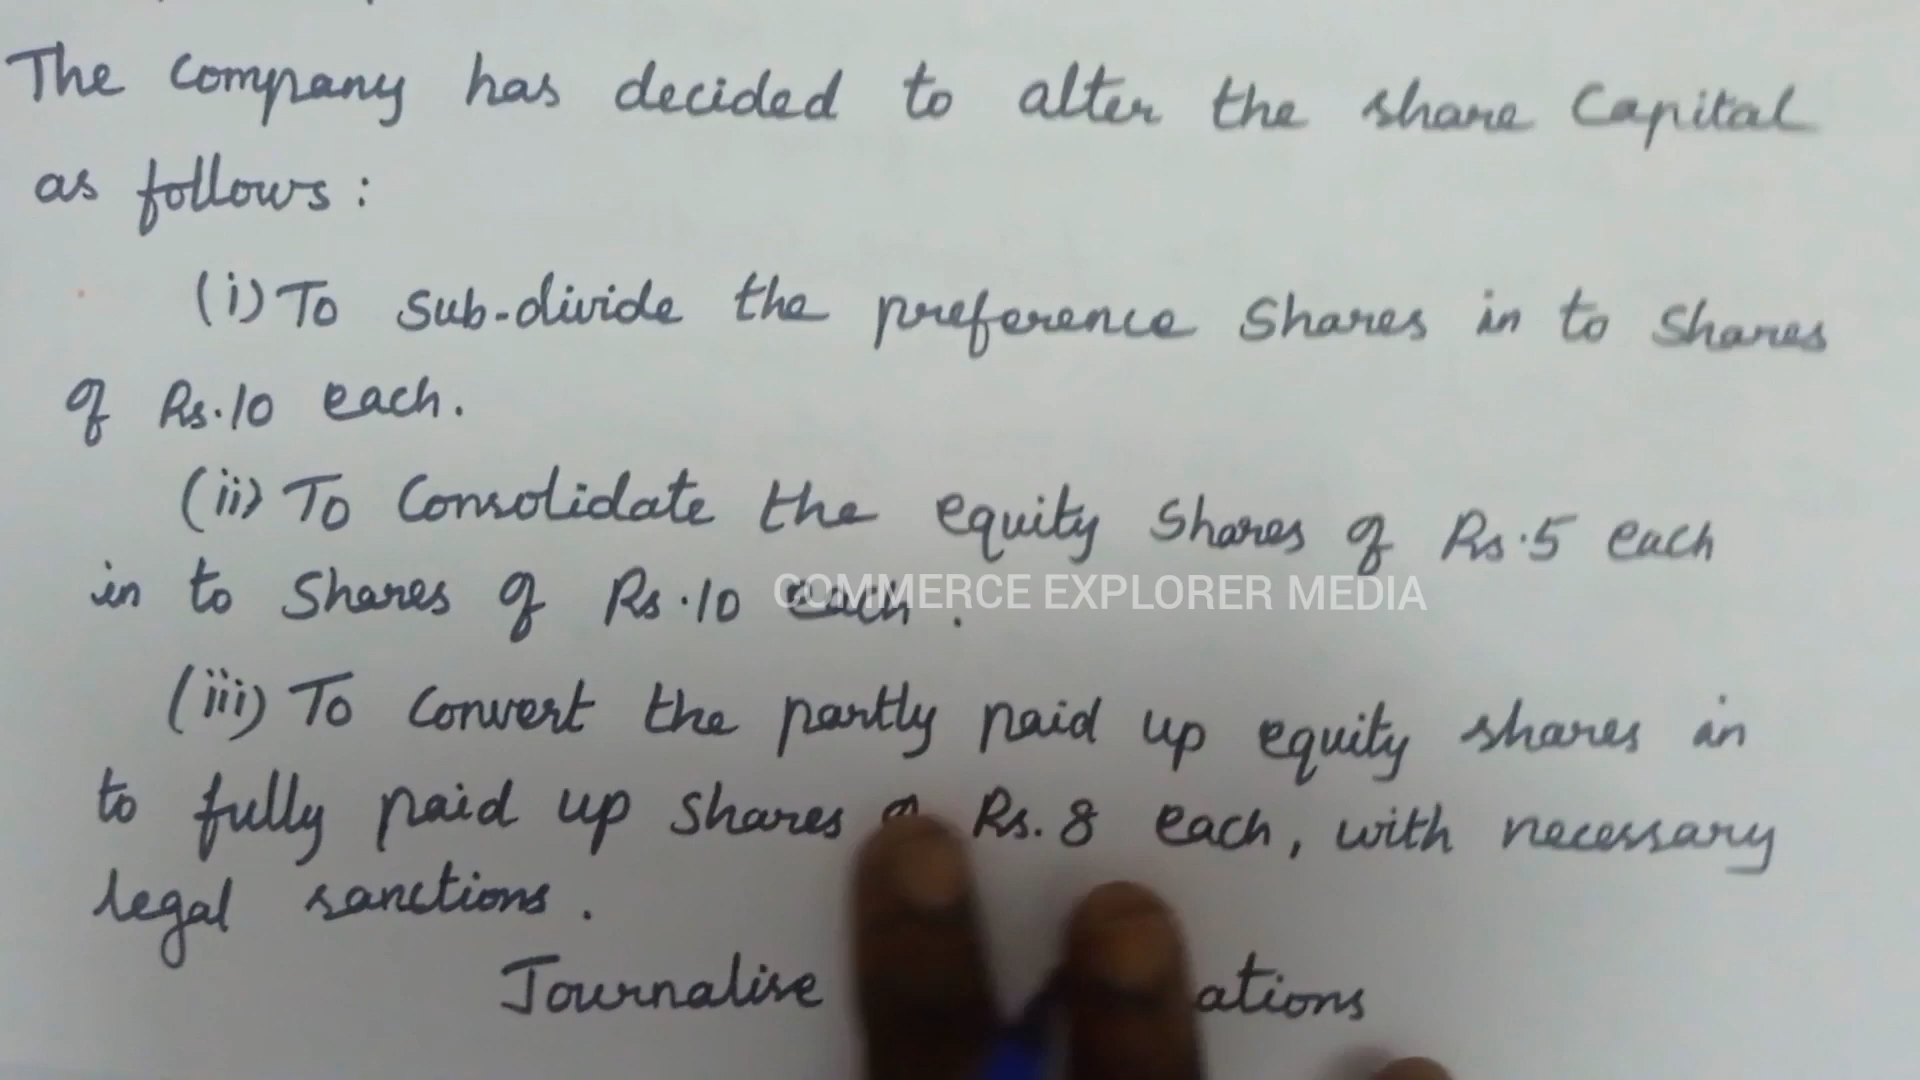 The Company has decided to alter the share Capital
as follows:
(i) To sub-divide the preference Shares in to Shares
of Rs.10 each.
(ii) To Consolidate the equity Shares of Rs.5 each
in to Shares of Rs.10 each.
COMMERCE EXPLORER MEDIA
(iii) To Convert the partly paid up equity shares in
to fully paid up shares Rs. 8 each, with necessary
legal sanctions.
Journalise